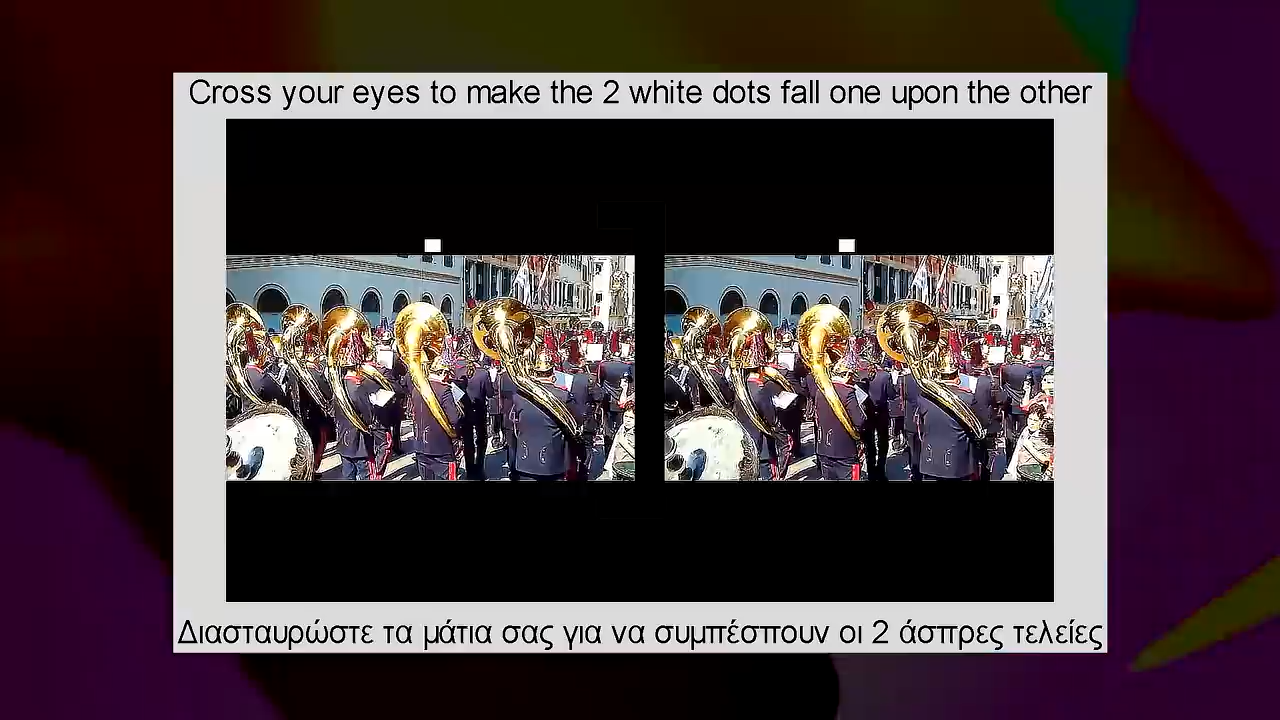 Cross your eyes to make the 2 white dots fall one upon the other
Διασταυρώστε τα μάτια σας για να συμπέσπουν οι 2 άσπρες τελείες